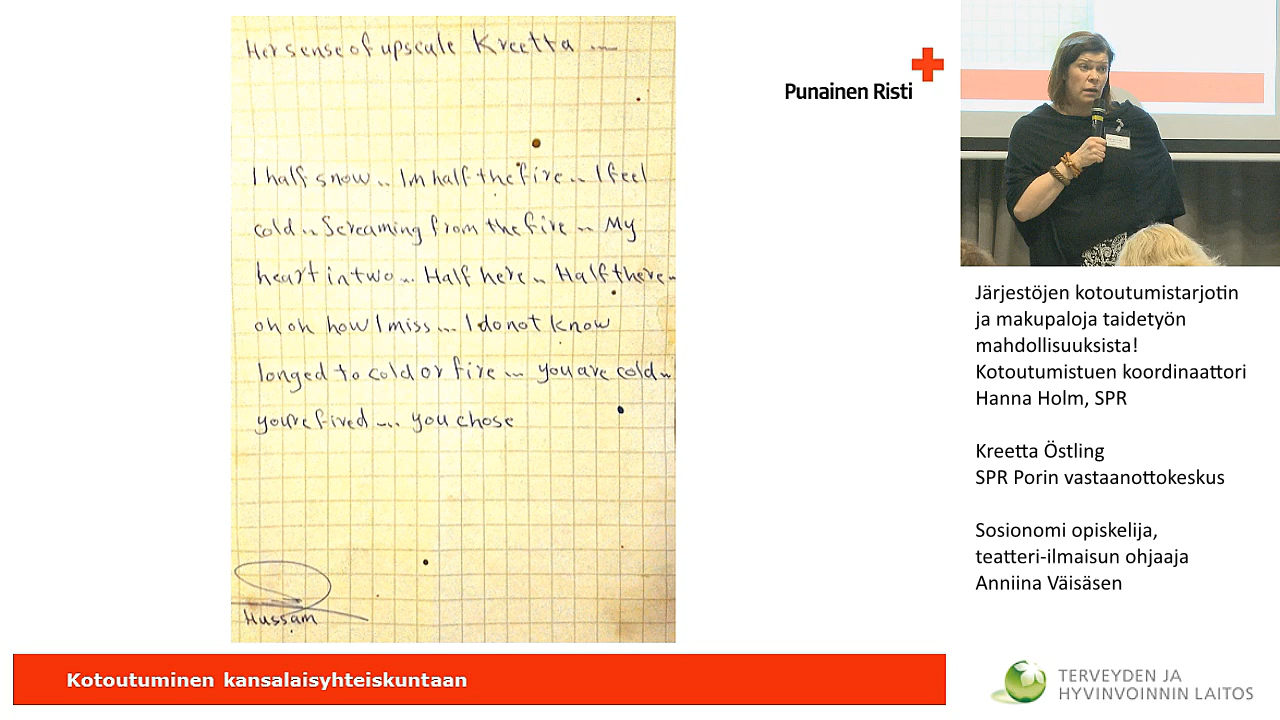 Her sense of upscale Kreetta ...
I half snow .. Im half the fire .. I feel
cold .. Screaming from the fire .. My
heart in two ... Half here .. Half there ..
oh oh how I miss ... I do not know
longed to cold or fire ... you are cold ..
you're fired .... you chose
Hussam
Punainen Risti
Järjestöjen kotoutumistarjotin
ja makupaloja taidetyön
mahdollisuuksista!
Kotoutumistuen koordinaattori
Hanna Holm, SPR
Kreetta Östling
SPR Porin vastaanottokeskus
Sosionomi opiskelija,
teatteri-ilmaisun ohjaaja
Anniina Väisäsen
Kotoutuminen kansalaisyhteiskuntaan
TERVEYDEN JA
HYVINVOINNIN LAITOS